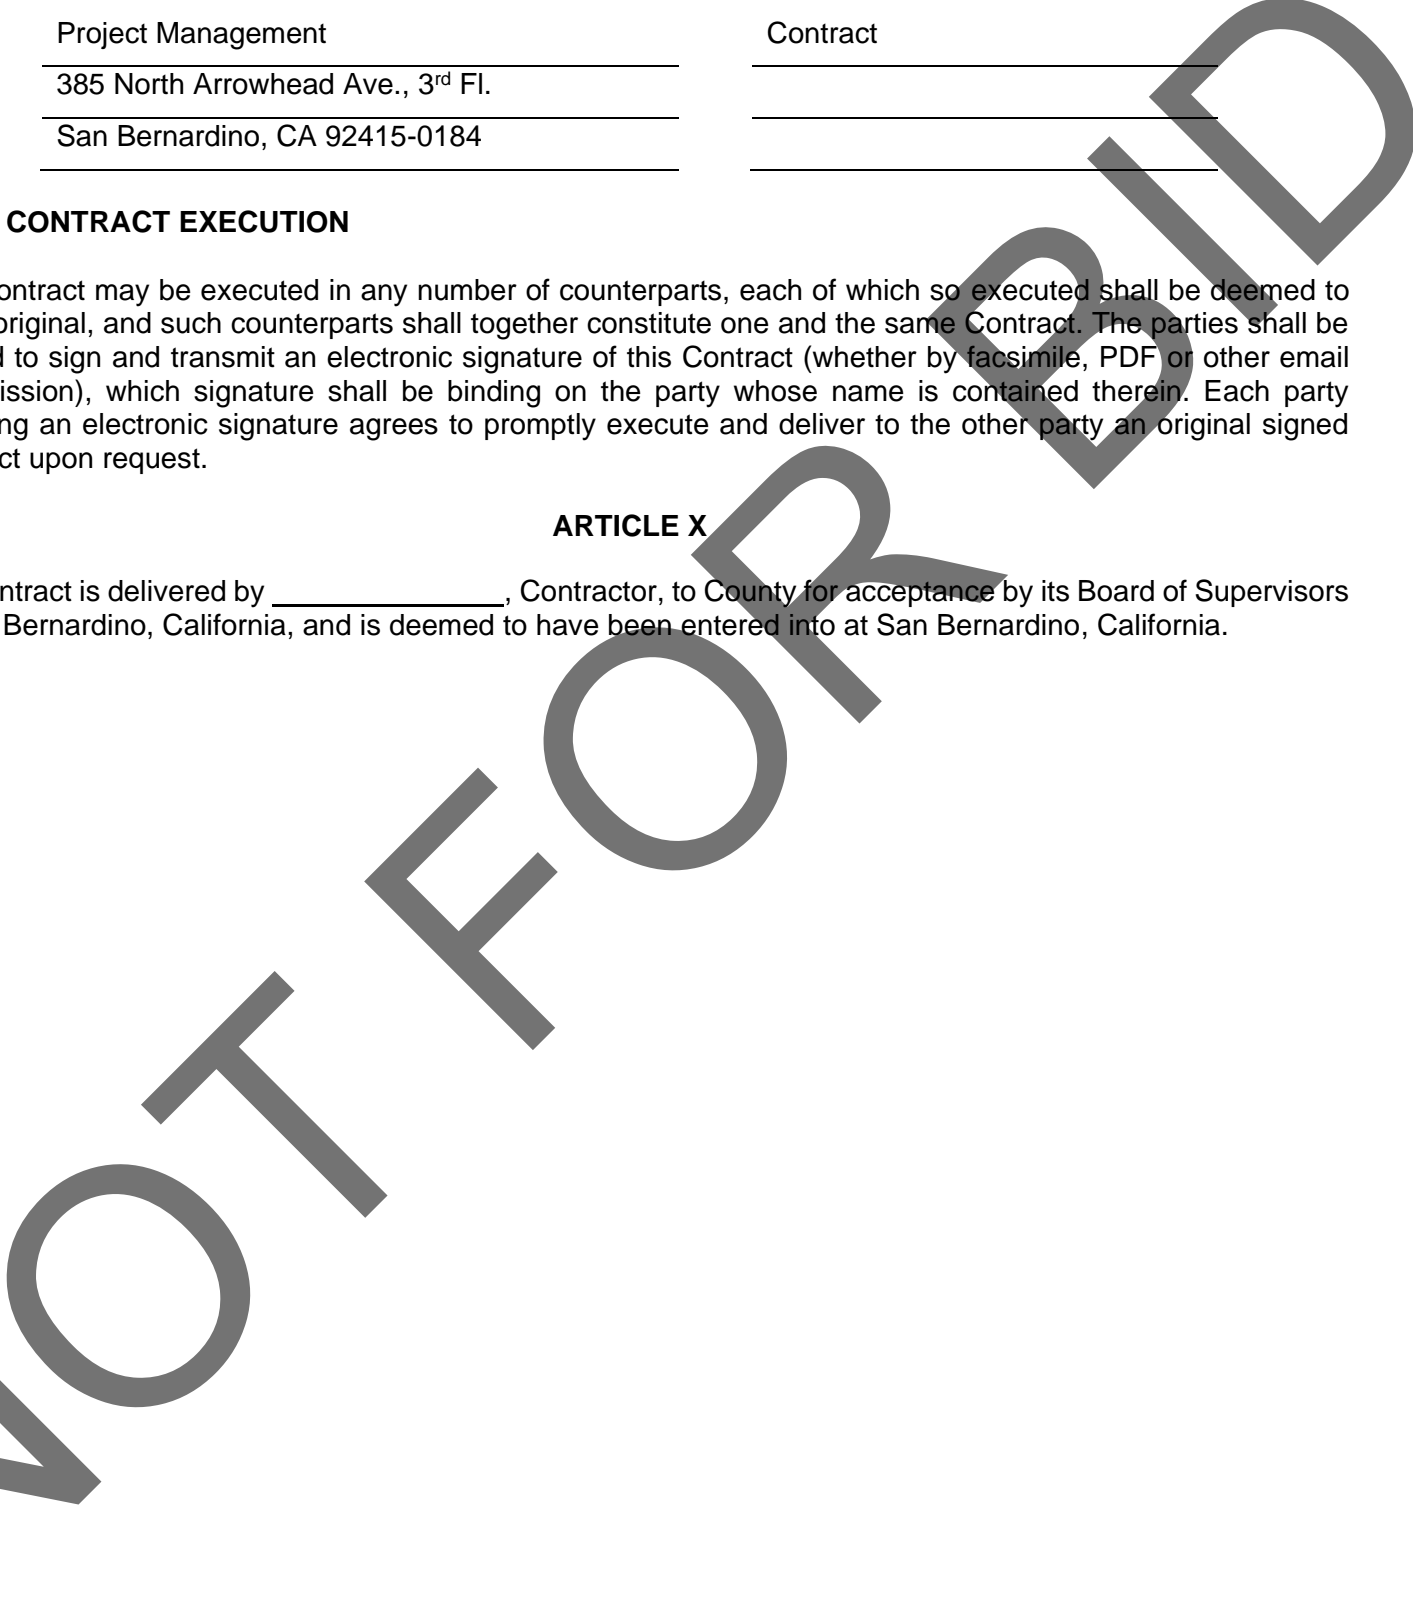 Project Management Contract
385 North Arrowhead Ave., 3rd Fl.
San Bernardino, CA 92415-0184
CONTRACT EXECUTION
ontract may be executed in any number of counterparts, each of which so executed shall be deemed to
original, and such counterparts shall together constitute one and the same Contract. The parties shall be
d to sign and transmit an electronic signature of this Contract (whether by facsimile, PDF or other email
ission), which signature shall be binding on the party whose name is contained therein. Each party
ng an electronic signature agrees to promptly execute and deliver to the other party an original signed
ct upon request.
ARTICLE X
ntract is delivered by ______________, Contractor, to County for acceptance by its Board of Supervisors
Bernardino, California, and is deemed to have been entered into at San Bernardino, California.
NOT FOR BID